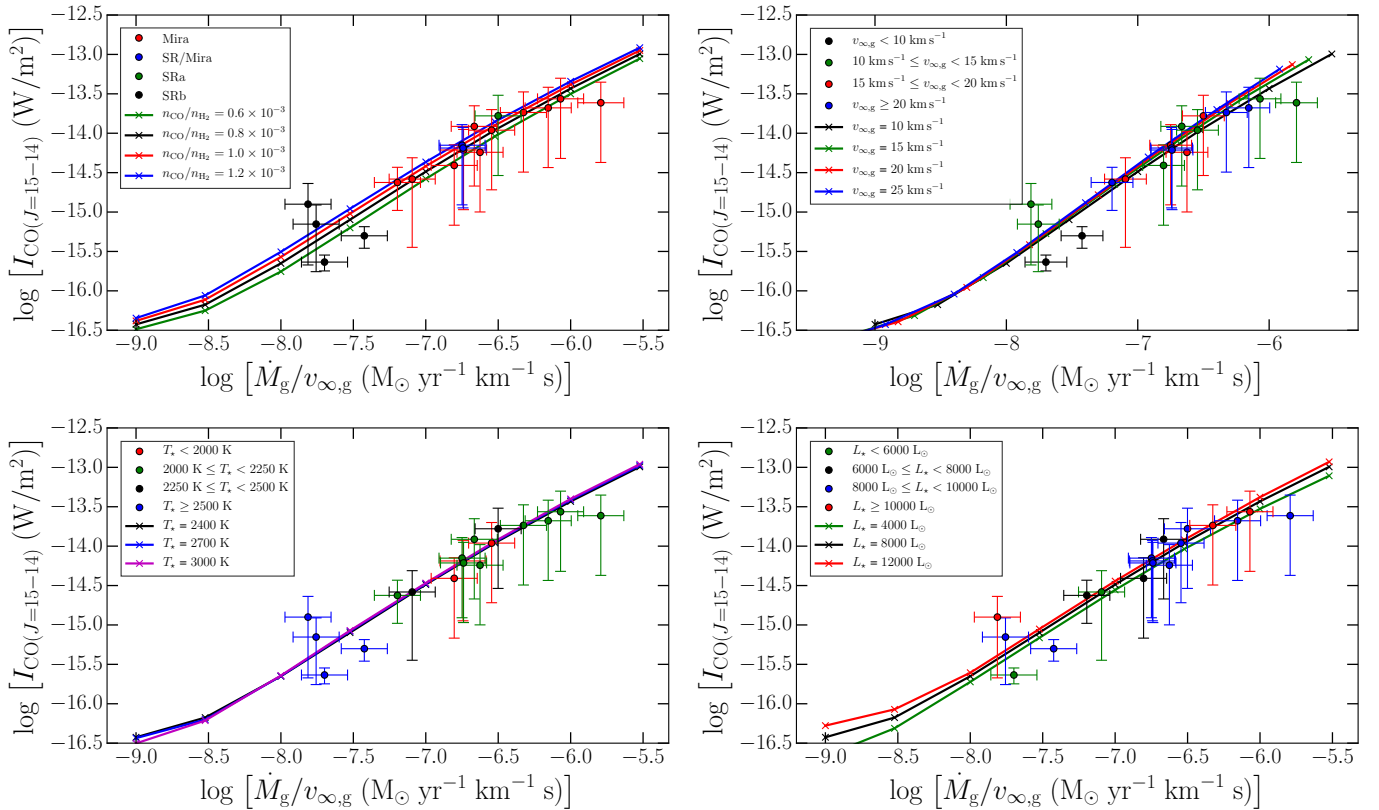 −12.5
−13.0
−13.5
−14.0
−14.5
−15.0
−15.5
−16.0
−16.5
log [I_CO(J=15−14) (W/m²)]
Mira
SR/Mira
SRa
SRb
n_CO/n_H₂ = 0.6 × 10⁻³
n_CO/n_H₂ = 0.8 × 10⁻³
n_CO/n_H₂ = 1.0 × 10⁻³
n_CO/n_H₂ = 1.2 × 10⁻³
−9.0 −8.5 −8.0 −7.5 −7.0 −6.5 −6.0 −5.5
log [Ṁ_g/v_∞,g (M_⊙ yr⁻¹ km⁻¹ s)]
−12.5
−13.0
−13.5
−14.0
−14.5
−15.0
−15.5
−16.0
−16.5
log [I_CO(J=15−14) (W/m²)]
v_∞,g < 10 km s⁻¹
10 km s⁻¹ ≤ v_∞,g < 15 km s⁻¹
15 km s⁻¹ ≤ v_∞,g < 20 km s⁻¹
v_∞,g ≥ 20 km s⁻¹
v_∞,g = 10 km s⁻¹
v_∞,g = 15 km s⁻¹
v_∞,g = 20 km s⁻¹
v_∞,g = 25 km s⁻¹
−9 −8 −7 −6
log [Ṁ_g/v_∞,g (M_⊙ yr⁻¹ km⁻¹ s)]
−12.5
−13.0
−13.5
−14.0
−14.5
−15.0
−15.5
−16.0
−16.5
log [I_CO(J=15−14) (W/m²)]
T_⋆ < 2000 K
2000 K ≤ T_⋆ < 2250 K
2250 K ≤ T_⋆ < 2500 K
T_⋆ ≥ 2500 K
T_⋆ = 2400 K
T_⋆ = 2700 K
T_⋆ = 3000 K
−9.0 −8.5 −8.0 −7.5 −7.0 −6.5 −6.0 −5.5
log [Ṁ_g/v_∞,g (M_⊙ yr⁻¹ km⁻¹ s)]
−12.5
−13.0
−13.5
−14.0
−14.5
−15.0
−15.5
−16.0
−16.5
log [I_CO(J=15−14) (W/m²)]
L_⋆ < 6000 L_⊙
6000 L_⊙ ≤ L_⋆ < 8000 L_⊙
8000 L_⊙ ≤ L_⋆ < 10000 L_⊙
L_⋆ ≥ 10000 L_⊙
L_⋆ = 4000 L_⊙
L_⋆ = 8000 L_⊙
L_⋆ = 12000 L_⊙
−9.0 −8.5 −8.0 −7.5 −7.0 −6.5 −6.0 −5.5
log [Ṁ_g/v_∞,g (M_⊙ yr⁻¹ km⁻¹ s)]